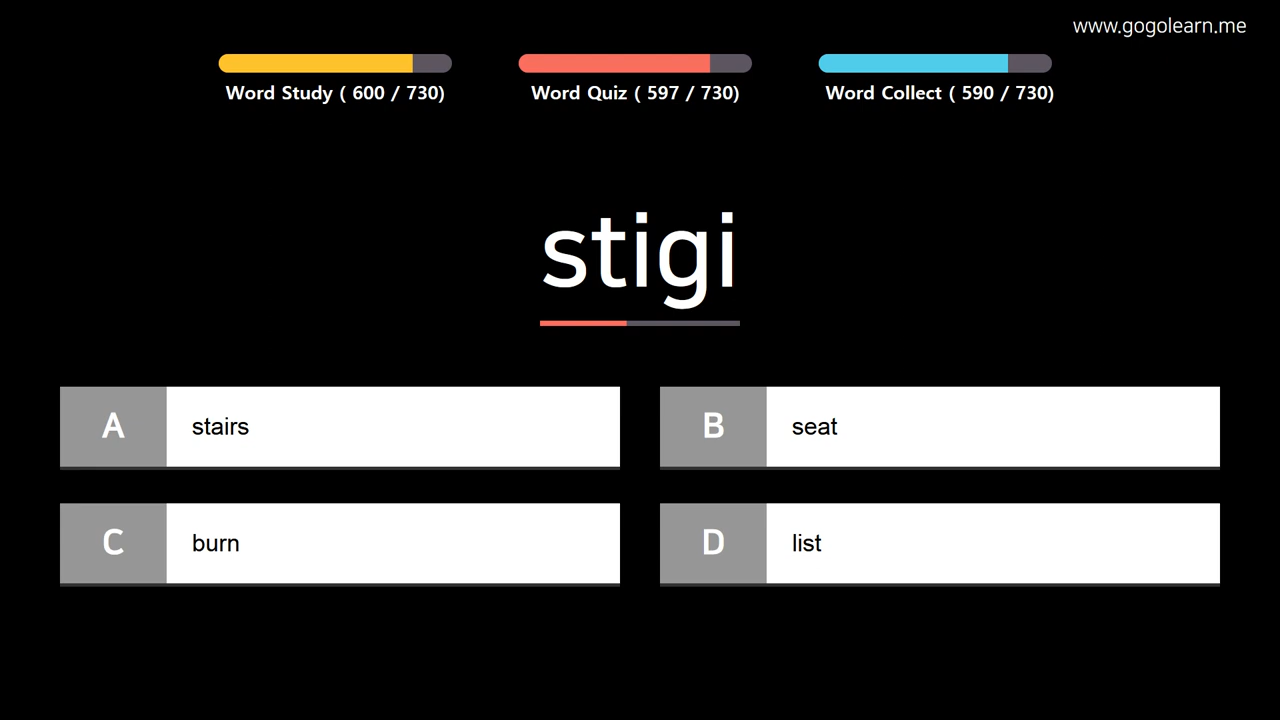 www.gogolearn.me
Word Study ( 600 / 730)
Word Quiz ( 597 / 730)
Word Collect ( 590 / 730)
stigi
A
stairs
B
seat
C
burn
D
list